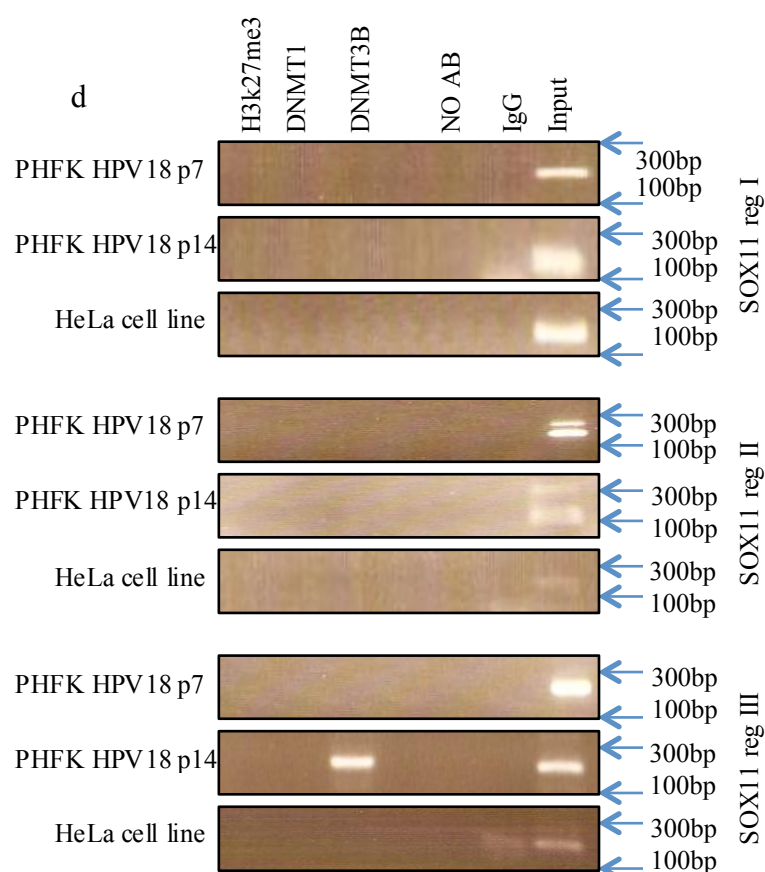 d
H3k27me3
DNMT1
DNMT3B
NO AB
IgG
Input
PHFK HPV18 p7
300bp
100bp
PHFK HPV18 p14
300bp
100bp
HeLa cell line
300bp
100bp
SOX11 reg I
PHFK HPV18 p7
300bp
100bp
PHFK HPV18 p14
300bp
100bp
HeLa cell line
300bp
100bp
SOX11 reg II
PHFK HPV18 p7
300bp
100bp
PHFK HPV18 p14
300bp
100bp
HeLa cell line
300bp
100bp
SOX11 reg III